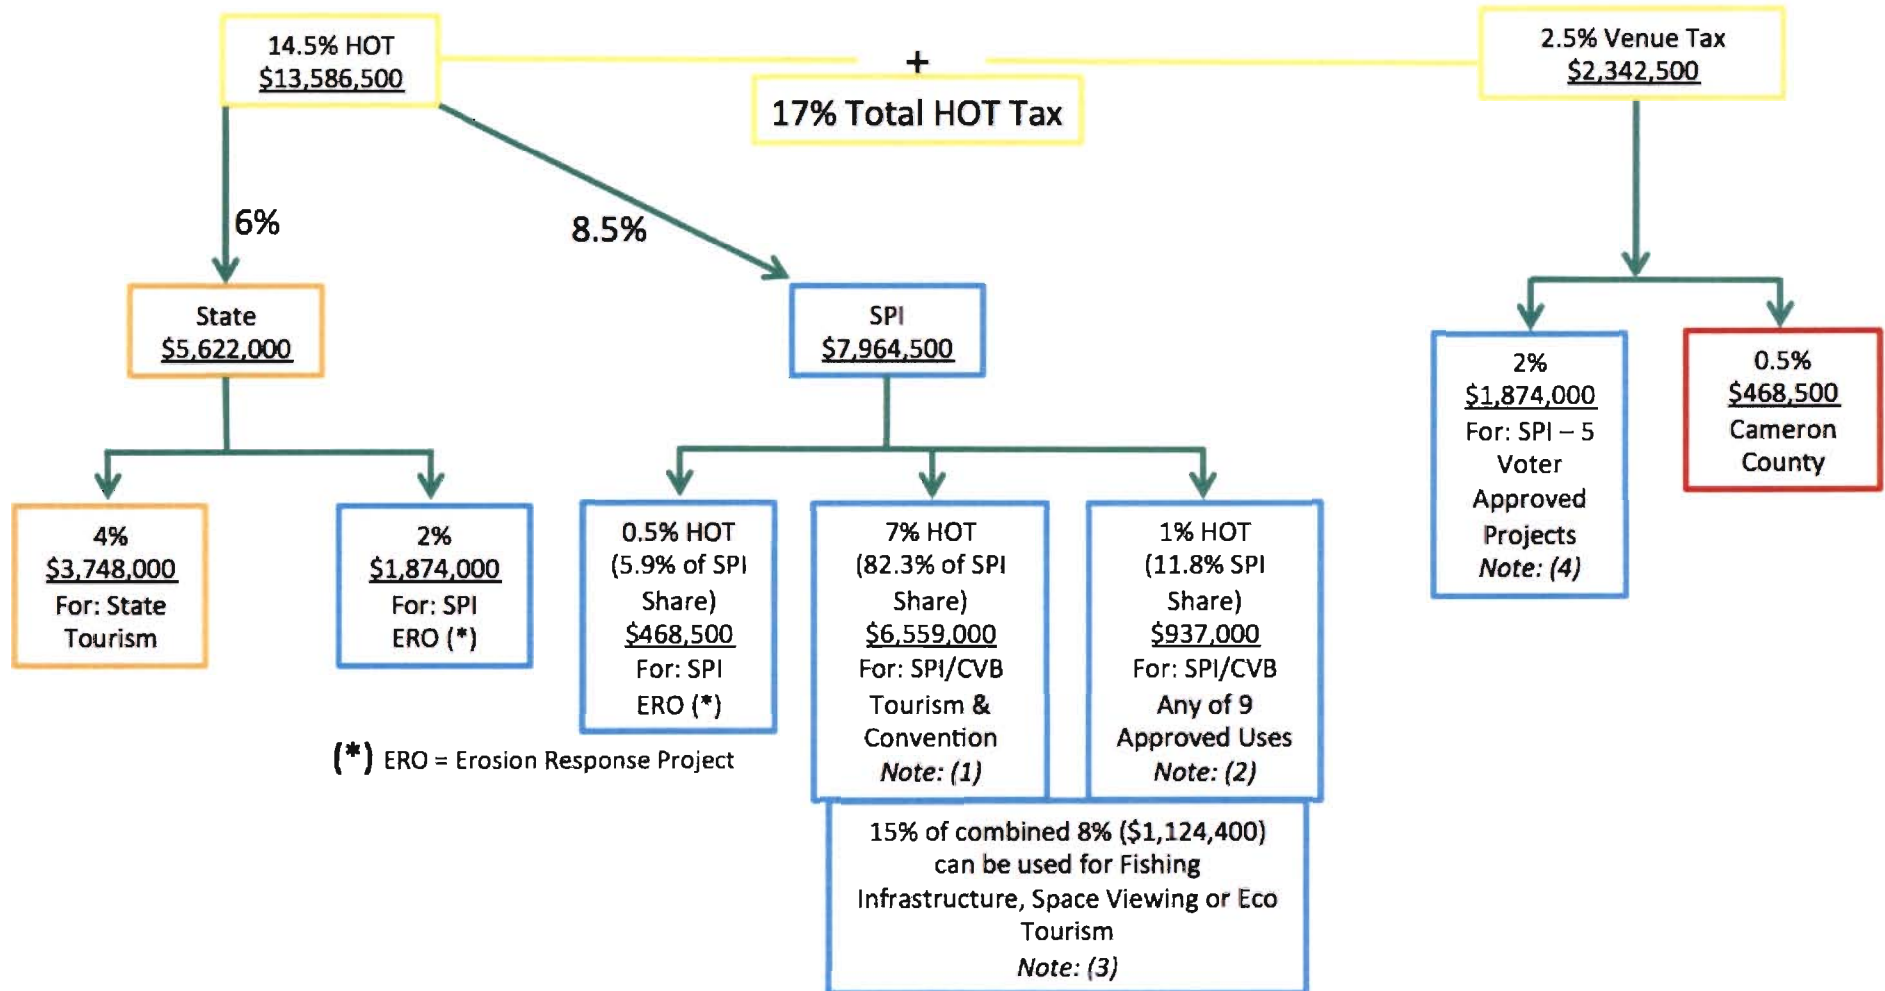 14.5% HOT
$13,586,500
+
17% Total HOT Tax
2.5% Venue Tax
$2,342,500
6%
8.5%
State
$5,622,000
SPI
$7,964,500
2%
$1,874,000
For: SPI – 5
Voter
Approved
Projects
Note: (4)
0.5%
$468,500
Cameron
County
4%
$3,748,000
For: State
Tourism
2%
$1,874,000
For: SPI
ERO (*)
0.5% HOT
(5.9% of SPI
Share)
$468,500
For: SPI
ERO (*)
7% HOT
(82.3% of SPI
Share)
$6,559,000
For: SPI/CVB
Tourism &
Convention
Note: (1)
1% HOT
(11.8% SPI
Share)
$937,000
For: SPI/CVB
Any of 9
Approved Uses
Note: (2)
(*) ERO = Erosion Response Project
15% of combined 8% ($1,124,400)
can be used for Fishing
Infrastructure, Space Viewing or Eco
Tourism
Note: (3)